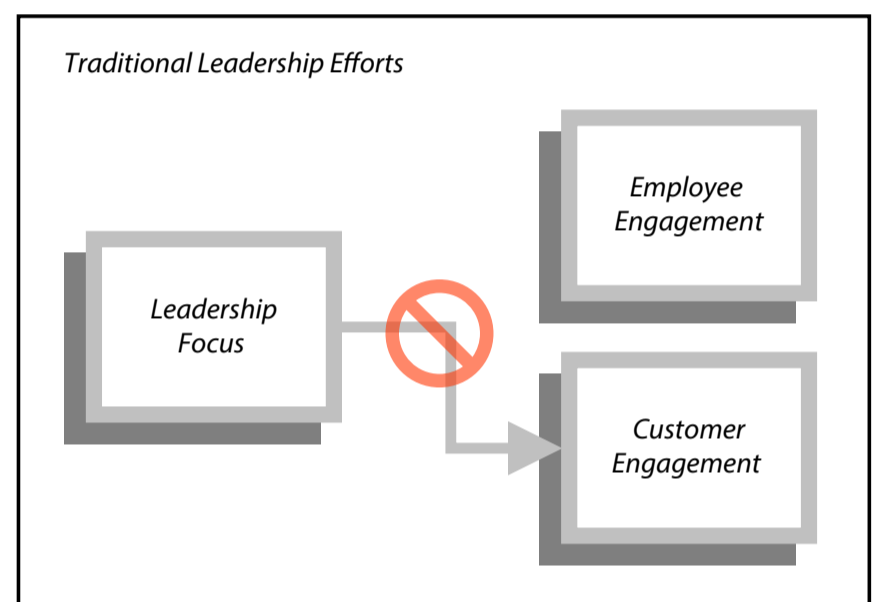 Traditional Leadership Efforts
Employee
Engagement
Leadership
Focus
Customer
Engagement